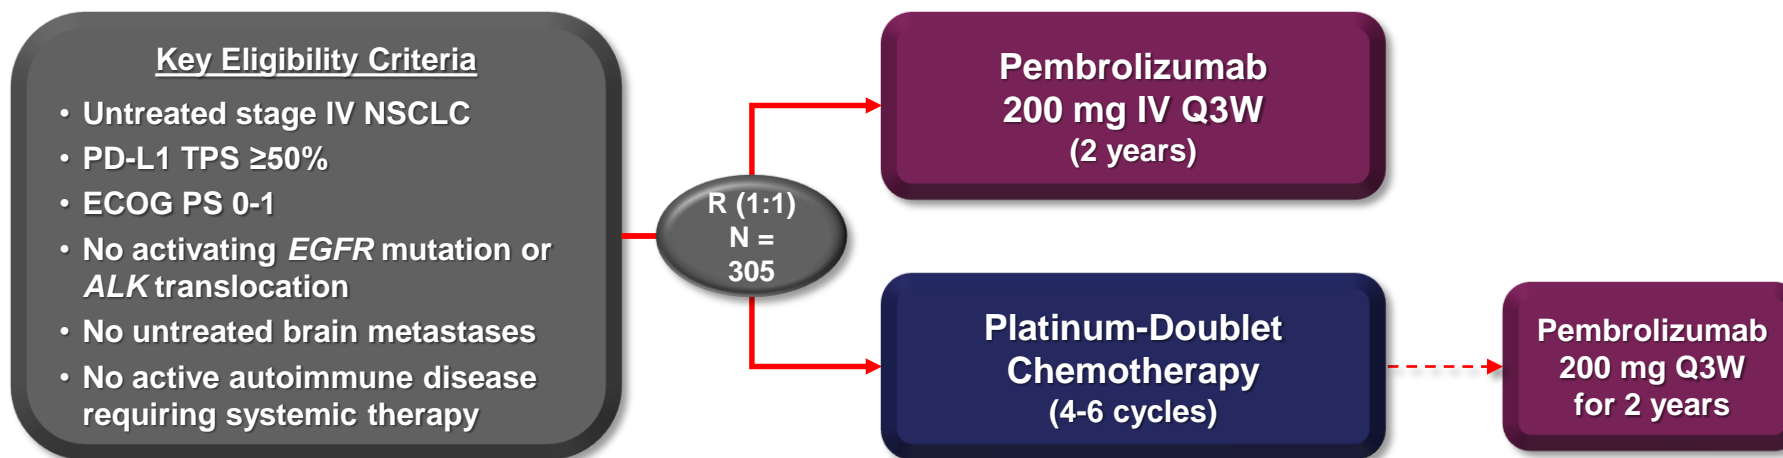 Key Eligibility Criteria
• Untreated stage IV NSCLC
• PD-L1 TPS ≥50%
• ECOG PS 0-1
• No activating EGFR mutation or
ALK translocation
• No untreated brain metastases
• No active autoimmune disease
requiring systemic therapy
R (1:1)
N =
305
Pembrolizumab
200 mg IV Q3W
(2 years)
Platinum-Doublet
Chemotherapy
(4-6 cycles)
Pembrolizumab
200 mg Q3W
for 2 years